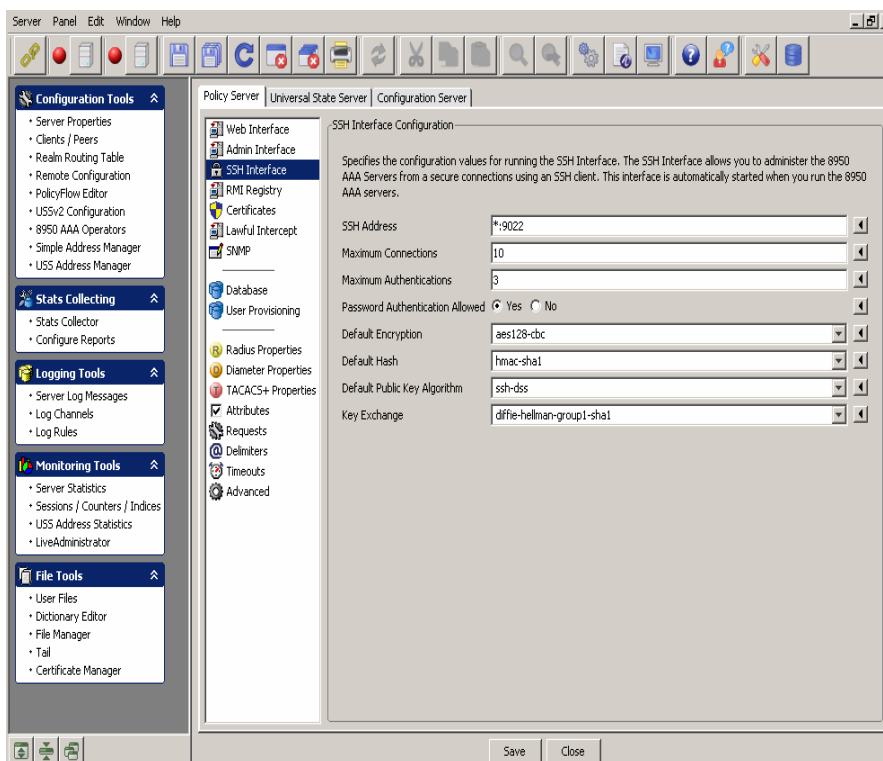 Server Panel Edit Window Help
Configuration Tools
Server Properties
Clients / Peers
Realm Routing Table
Remote Configuration
PolicyFlow Editor
USSv2 Configuration
8950 AAA Operators
Simple Address Manager
USS Address Manager
Stats Collecting
Stats Collector
Configure Reports
Logging Tools
Server Log Messages
Log Channels
Log Rules
Monitoring Tools
Server Statistics
Sessions / Counters / Indices
USS Address Statistics
LiveAdministrator
File Tools
User Files
Dictionary Editor
File Manager
Tail
Certificate Manager
Policy Server Universal State Server Configuration Server
Web Interface
Admin Interface
SSH Interface
RMI Registry
Certificates
Lawful Intercept
SNMP
Database
User Provisioning
R Radius Properties
D Diameter Properties
T TACACS+ Properties
Attributes
Requests
@ Delimiters
Timeouts
Advanced
SSH Interface Configuration
Specifies the configuration values for running the SSH Interface. The SSH Interface allows you to administer the 8950
AAA Servers from a secure connections using an SSH client. This interface is automatically started when you run the 8950
AAA servers.
SSH Address *:9022
Maximum Connections 10
Maximum Authentications 3
Password Authentication Allowed Yes No
Default Encryption aes128-cbc
Default Hash hmac-sha1
Default Public Key Algorithm ssh-dss
Key Exchange diffie-hellman-group1-sha1
Save Close